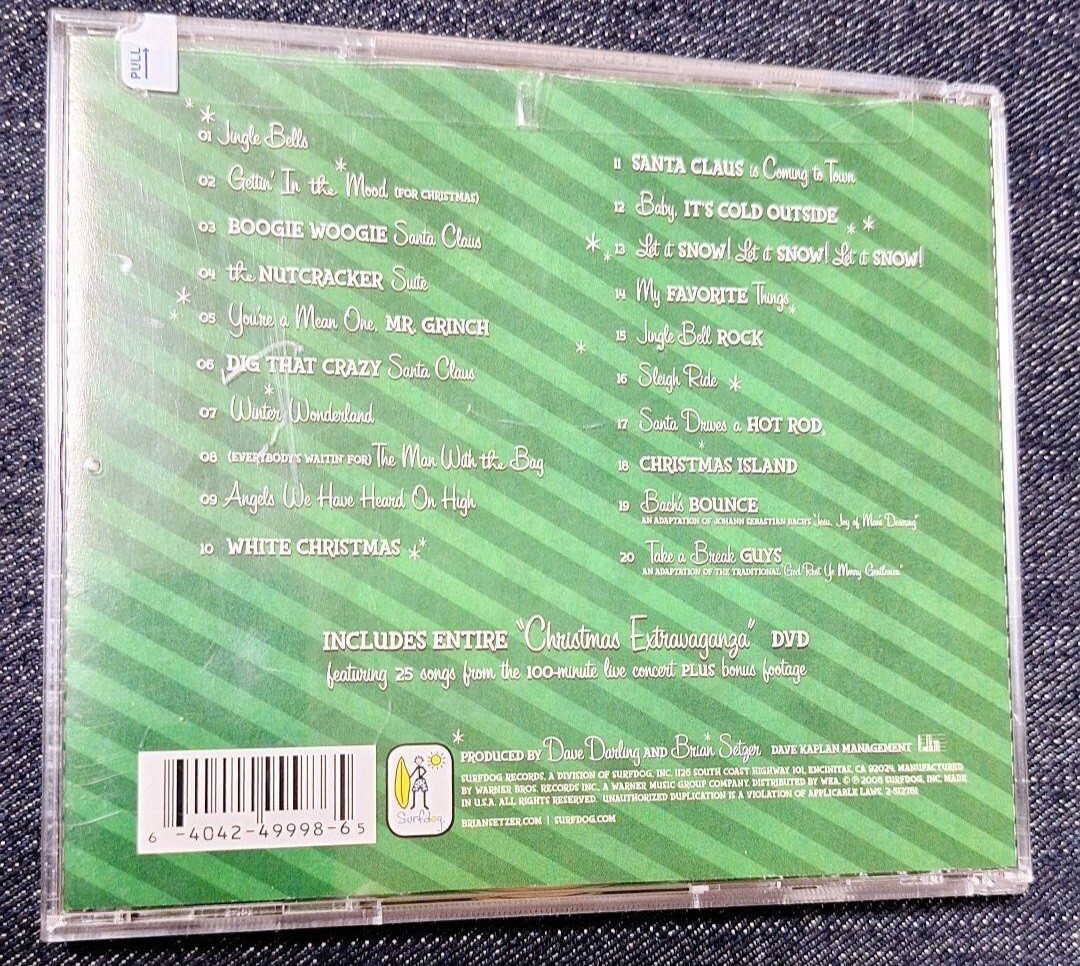 PULL
01 Jingle Bells
02 Gettin' In the Mood (FOR CHRISTMAS)
03 BOOGIE WOOGIE Santa Claus
04 the NUTCRACKER Suite
05 You're a Mean One, MR. GRINCH
06 DIG THAT CRAZY Santa Claus
07 Winter Wonderland
08 (EVERYBODY'S WAITIN' FOR) The Man With the Bag
09 Angels We Have Heard On High
10 WHITE CHRISTMAS
11 SANTA CLAUS is Coming to Town
12 Baby, IT'S COLD OUTSIDE
13 Let it SNOW! Let it SNOW! Let it SNOW!
14 My FAVORITE Things
15 Jingle Bell ROCK
16 Sleigh Ride
17 Santa Drives a HOT ROD
18 CHRISTMAS ISLAND
19 Bach's BOUNCE
AN ADAPTATION OF JOHANN SEBASTIAN BACH'S "Jesu, Joy of Man's Desiring"
20 Take a Break GUYS
AN ADAPTATION OF THE TRADITIONAL "God Rest Ye Merry Gentlemen"
INCLUDES ENTIRE "Christmas Extravaganza" DVD
featuring 25 songs from the 100-minute live concert PLUS bonus footage
PRODUCED BY Dave Darling AND Brian Setzer DAVE KAPLAN MANAGEMENT
SURFDOG RECORDS, A DIVISION OF SURFDOG, INC. 1126 SOUTH COAST HIGHWAY 101, ENCINITAS, CA 92024. MANUFACTURED
BY WARNER BROS. RECORDS INC., A WARNER MUSIC GROUP COMPANY. DISTRIBUTED BY WEA. © ℗ 2008 SURFDOG, INC. MADE
IN U.S.A. ALL RIGHTS RESERVED. UNAUTHORIZED DUPLICATION IS A VIOLATION OF APPLICABLE LAWS. 2-512781
BRIANSETZER.COM | SURFDOG.COM
Surfdog
6 -4042-49998-6 5